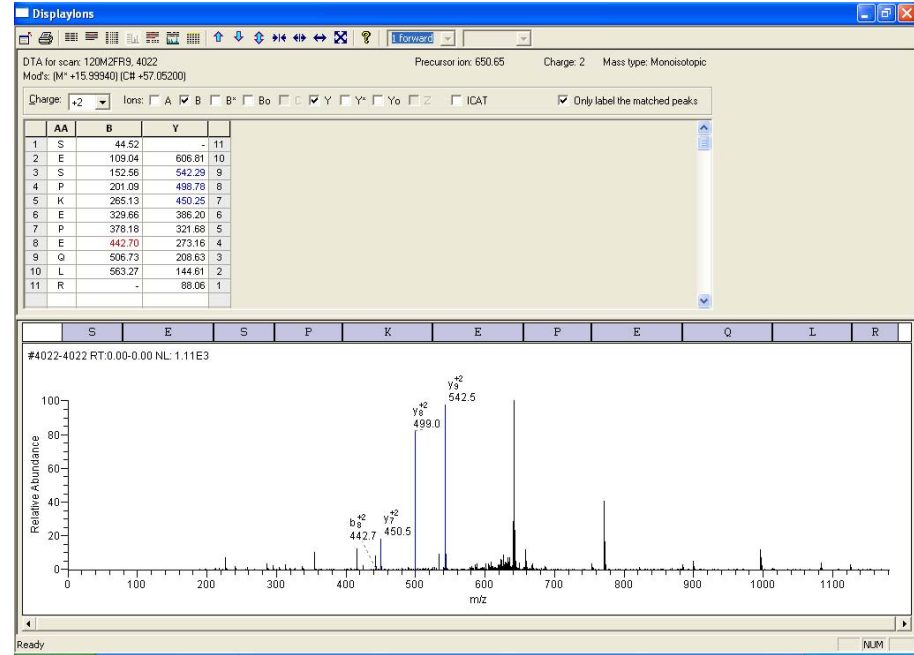 DisplayIons
1 forward
DTA for scan: 120M2FR9, 4022 Precursor ion: 650.65 Charge: 2 Mass type: Monoisotopic
Mod's: (M* +15.99940) (C# +57.05200)
Charge: +2 Ions: A B B* Bo C Y Y* Yo Z ICAT Only label the matched peaks
AA B Y
1 S 44.52 - 11
2 E 109.04 606.81 10
3 S 152.56 542.29 9
4 P 201.09 498.78 8
5 K 265.13 450.25 7
6 E 329.66 386.20 6
7 P 378.18 321.68 5
8 E 442.70 273.16 4
9 Q 506.73 208.63 3
10 L 563.27 144.61 2
11 R - 88.06 1
S E S P K E P E Q L R
#4022-4022 RT:0.00-0.00 NL: 1.11E3
y9+2
542.5
y8+2
499.0
b8+2
442.7
y7+2
450.5
Relative Abundance
100
80
60
40
20
0
0 100 200 300 400 500 600 700 800 900 1000 1100
m/z
Ready NUM